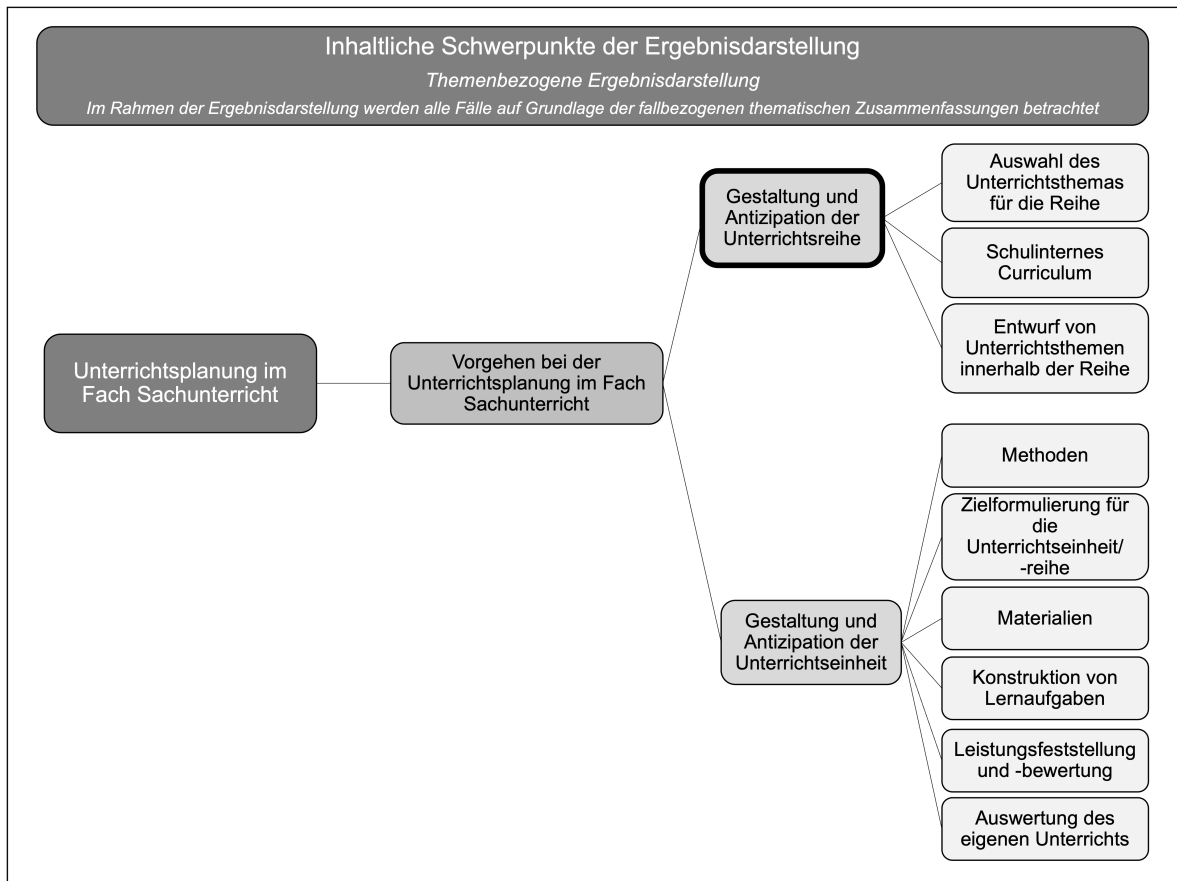 Inhaltliche Schwerpunkte der Ergebnisdarstellung
Themenbezogene Ergebnisdarstellung
Im Rahmen der Ergebnisdarstellung werden alle Fälle auf Grundlage der fallbezogenen thematischen Zusammenfassungen betrachtet
Unterrichtsplanung im
Fach Sachunterricht
Vorgehen bei der
Unterrichtsplanung im Fach
Sachunterricht
Gestaltung und
Antizipation der
Unterrichtsreihe
Auswahl des
Unterrichtsthemas
für die Reihe
Schulinternes
Curriculum
Entwurf von
Unterrichtsthemen
innerhalb der Reihe
Gestaltung und
Antizipation der
Unterrichtseinheit
Methoden
Zielformulierung für
die
Unterrichtseinheit/
-reihe
Materialien
Konstruktion von
Lernaufgaben
Leistungsfeststellung
und -bewertung
Auswertung des
eigenen Unterrichts